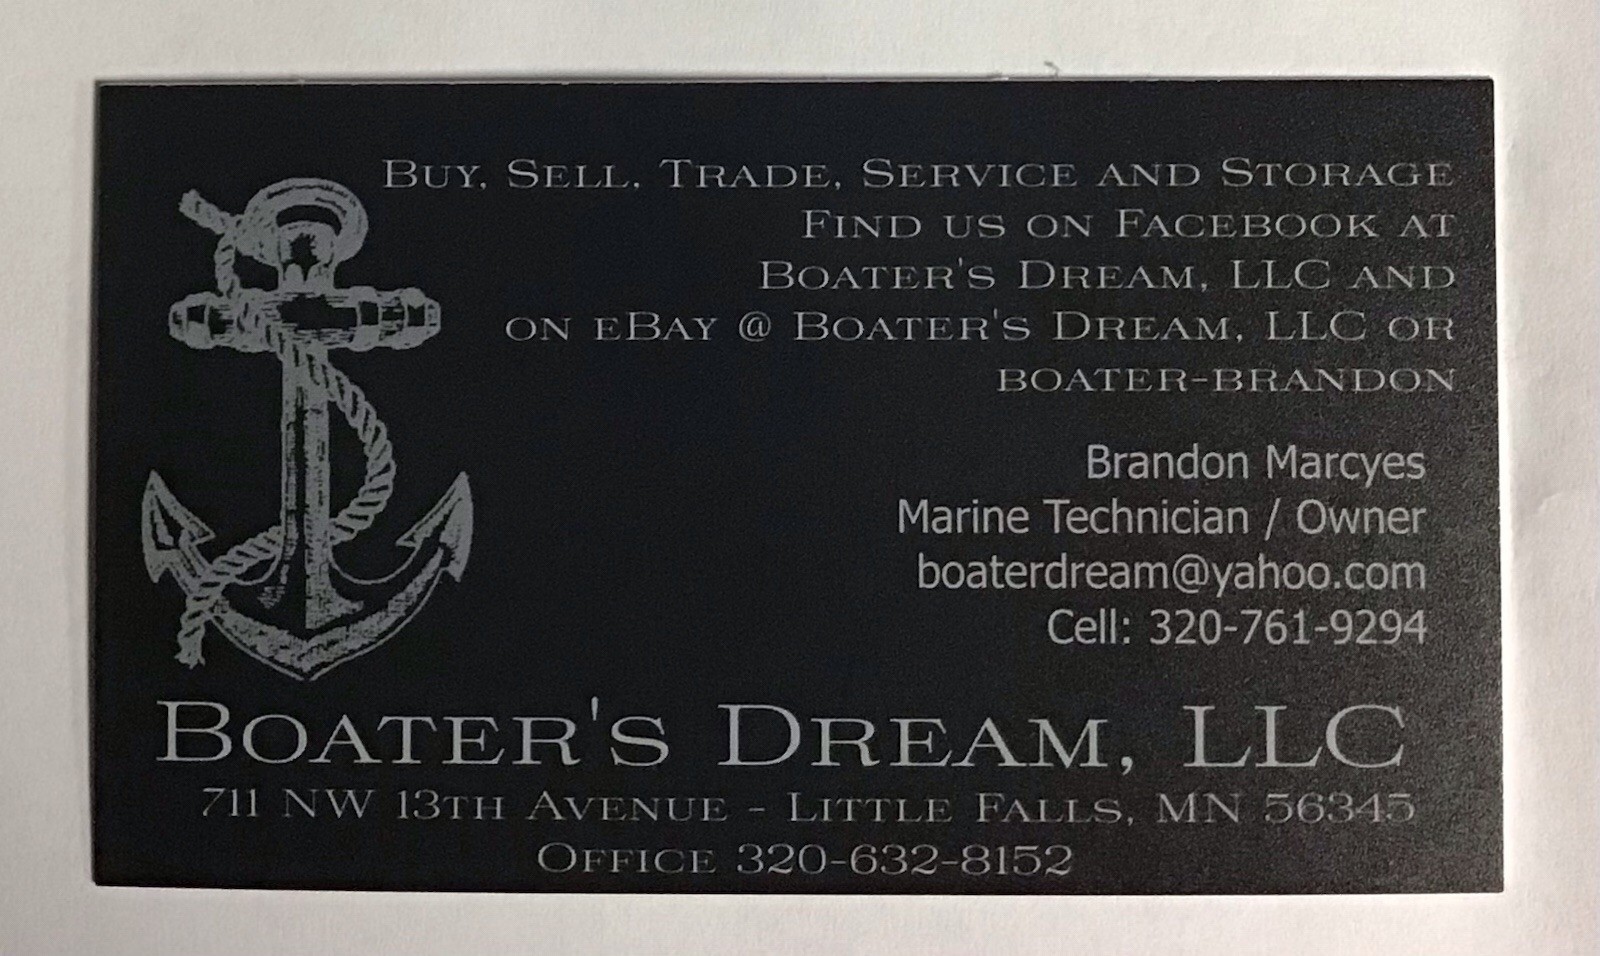 Buy, Sell, Trade, Service and Storage
Find us on Facebook at
Boater's Dream, LLC and
on eBay @ Boater's Dream, LLC or
boater-brandon
Brandon Marcyes
Marine Technician / Owner
boaterdream@yahoo.com
Cell: 320-761-9294
Boater's Dream, LLC
711 NW 13th Avenue - Little Falls, MN 56345
Office 320-632-8152